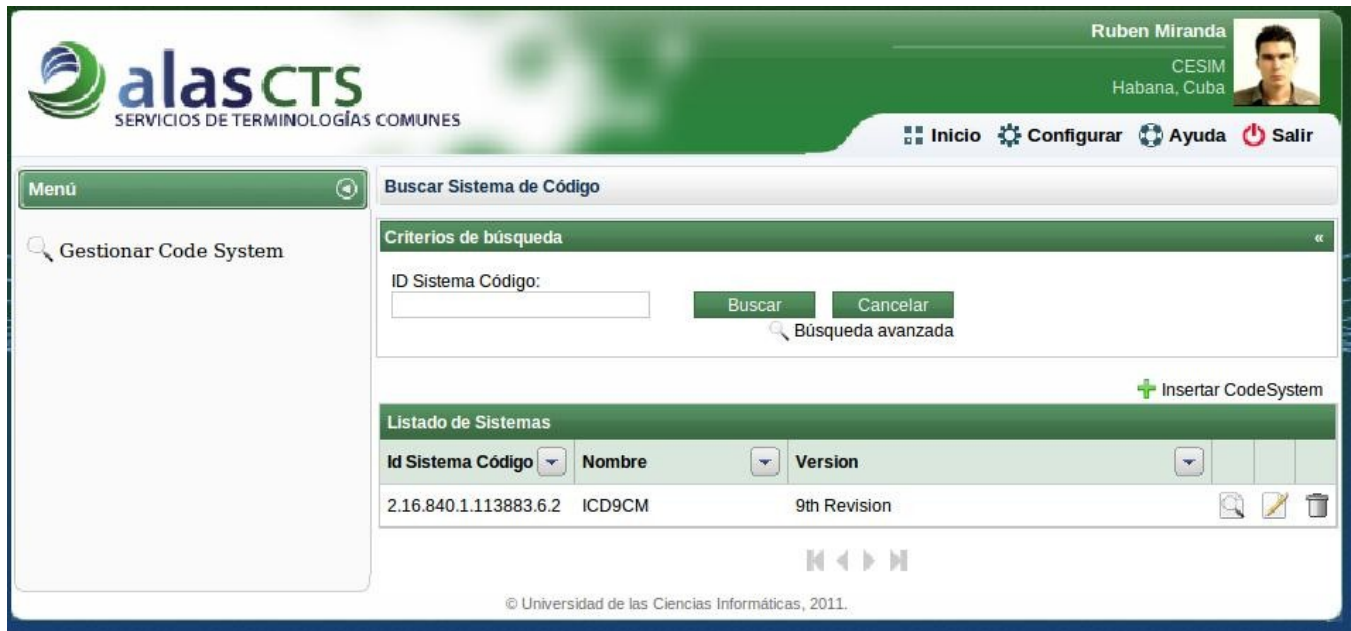 Ruben Miranda
CESIM
Habana, Cuba
alas CTS
SERVICIOS DE TERMINOLOGÍAS COMUNES
Inicio Configurar Ayuda Salir
Menú
Gestionar Code System
Buscar Sistema de Código
Criterios de búsqueda «
ID Sistema Código:
Buscar Cancelar
Búsqueda avanzada
Insertar CodeSystem
Listado de Sistemas
Id Sistema Código Nombre Version
2.16.840.1.113883.6.2 ICD9CM 9th Revision
© Universidad de las Ciencias Informáticas, 2011.